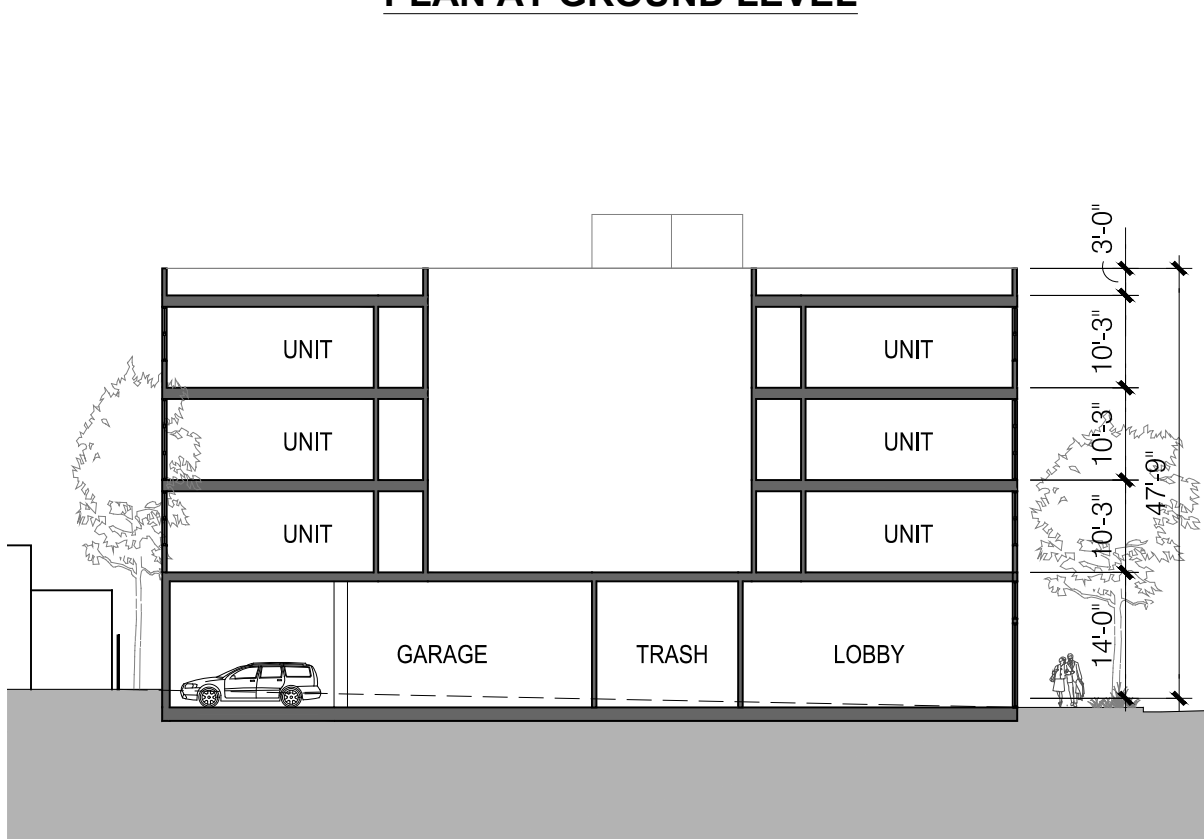 PLAN AT GROUND LEVEL
3'-0"
UNIT
UNIT
10'-3"
UNIT
UNIT
10'-3"
47'-9"
UNIT
UNIT
10'-3"
GARAGE
TRASH
LOBBY
14'-0"